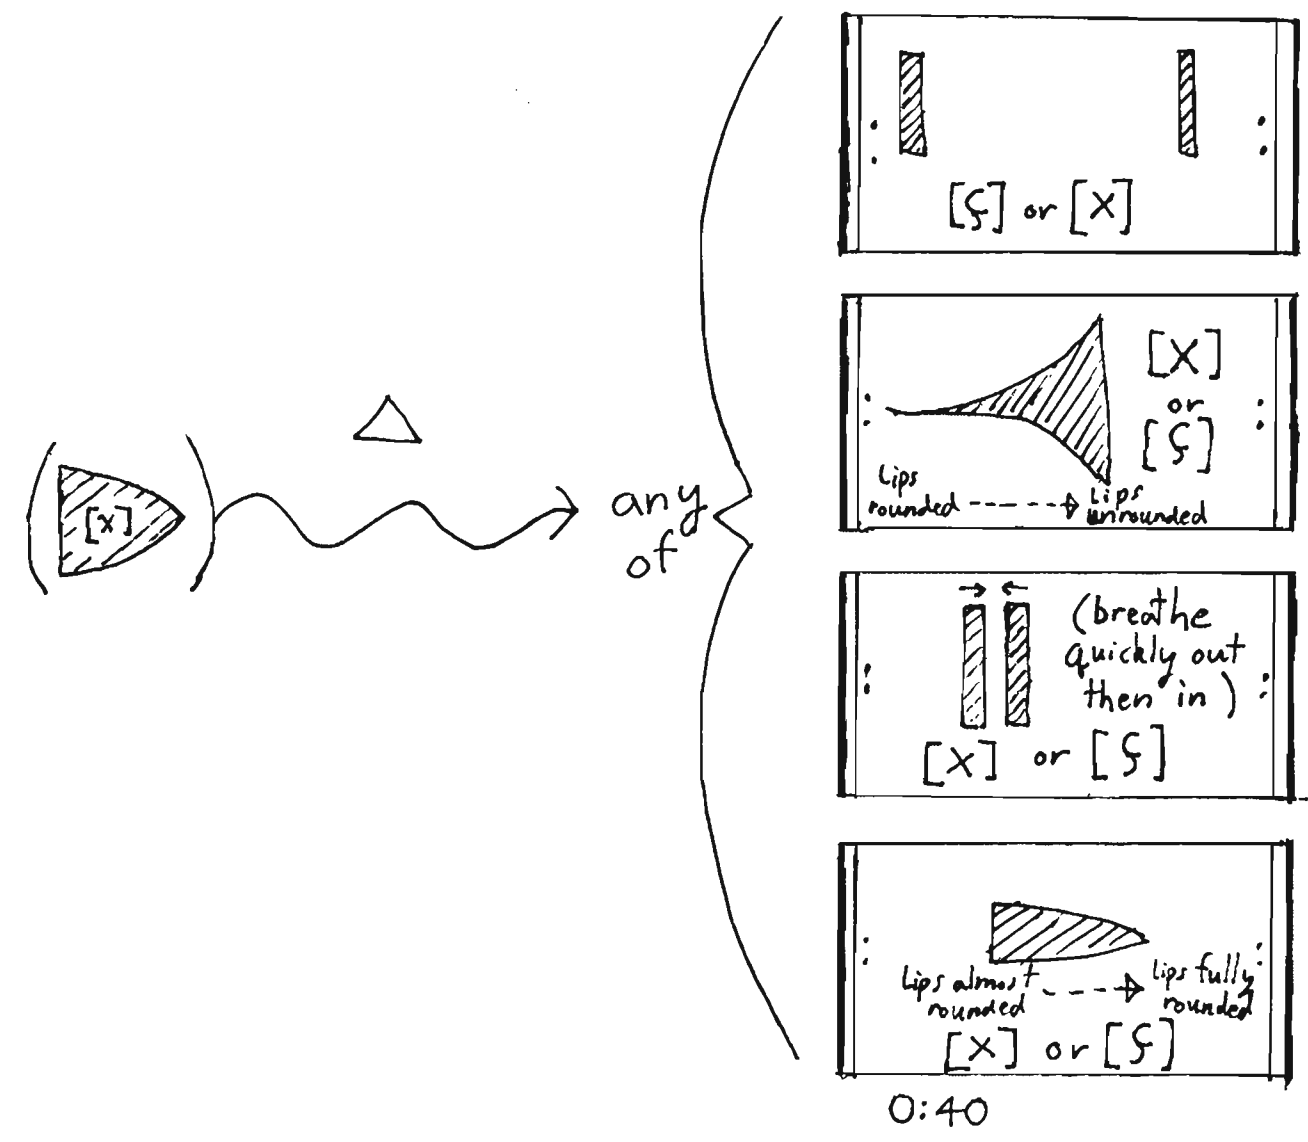 [x]
any
of
[ç] or [x]
[x]
or
[ç]
Lips
rounded
Lips
unrounded
(breathe
quickly out
then in)
[x] or [ç]
Lips almost
rounded
Lips fully
rounded
[x] or [ç]
0:40